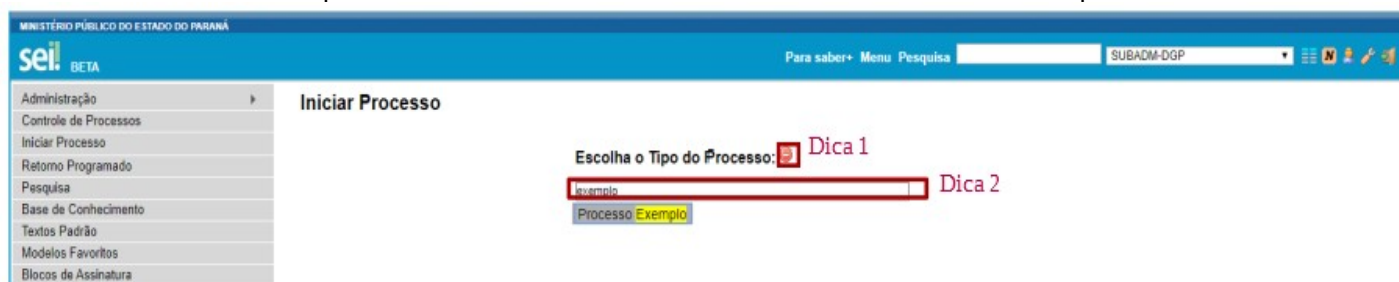 MINISTÉRIO PÚBLICO DO ESTADO DO PARANÁ
sei! BETA
Para saber+ Menu Pesquisa SUBADM-DGP
Administração
Controle de Processos
Iniciar Processo
Retorno Programado
Pesquisa
Base de Conhecimento
Textos Padrão
Modelos Favoritos
Blocos de Assinatura
Iniciar Processo
Escolha o Tipo do Processo: Dica 1
exemplo Dica 2
Processo Exemplo